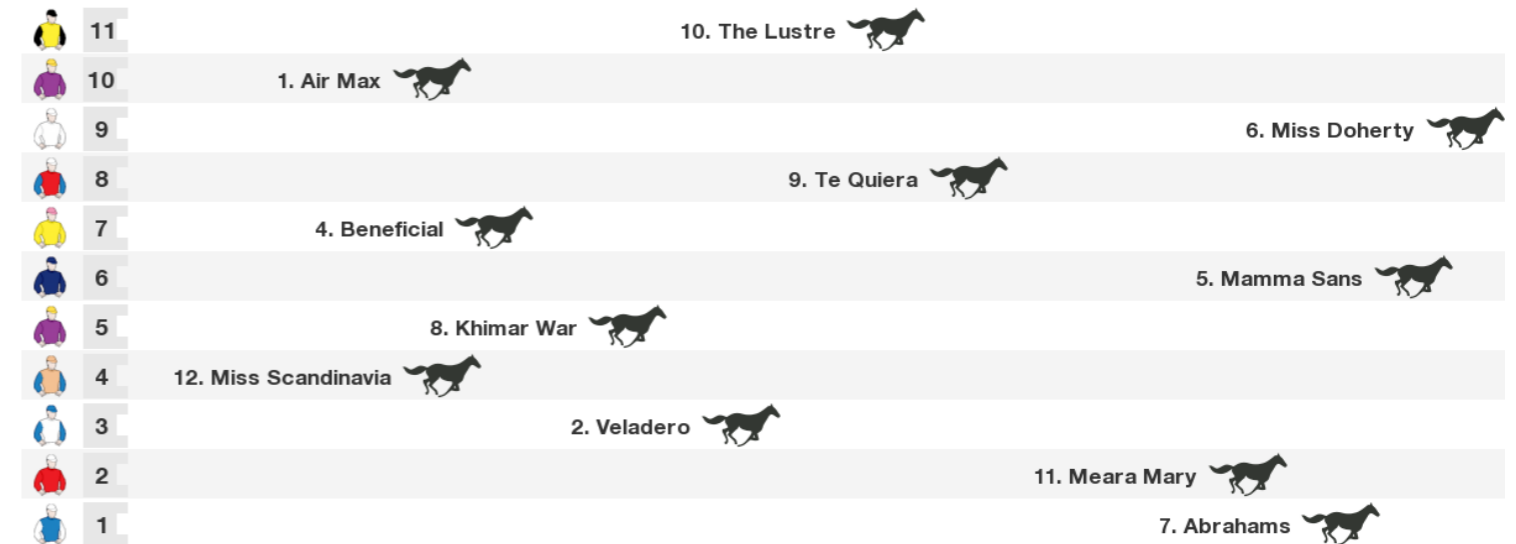 11 10. The Lustre
10 1. Air Max
9 6. Miss Doherty
8 9. Te Quiera
7 4. Beneficial
6 5. Mamma Sans
5 8. Khimar War
4 12. Miss Scandinavia
3 2. Veladero
2 11. Meara Mary
1 7. Abrahams